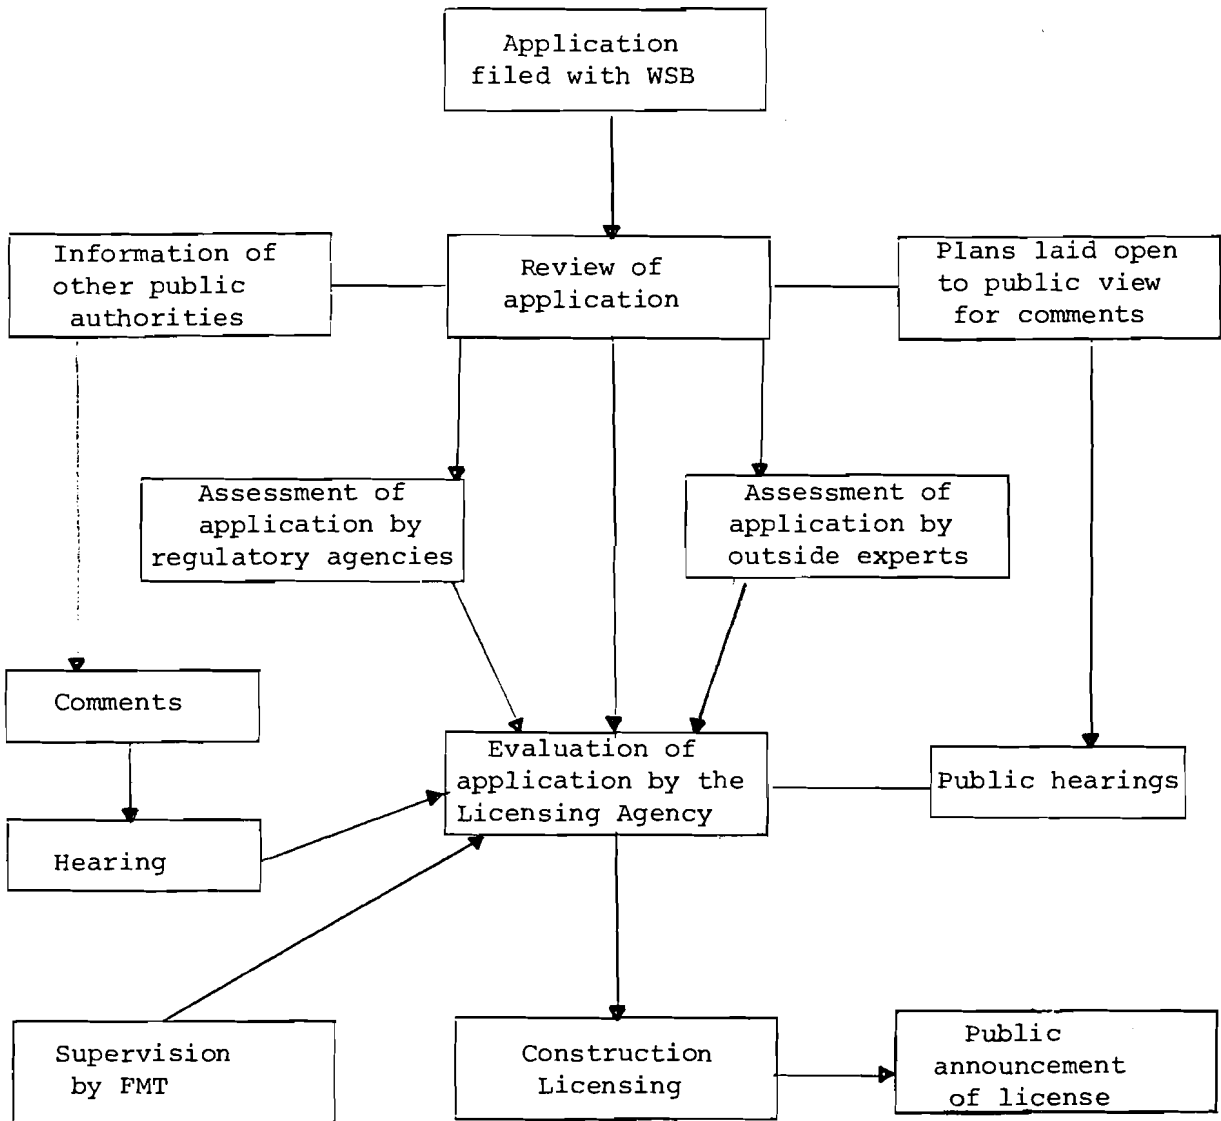 Application
filed with WSB
Information of
other public
authorities
Review of
application
Plans laid open
to public view
for comments
Assessment of
application by
regulatory agencies
Assessment of
application by
outside experts
Comments
Evaluation of
application by the
Licensing Agency
Public hearings
Hearing
Supervision
by FMT
Construction
Licensing
Public
announcement
of license